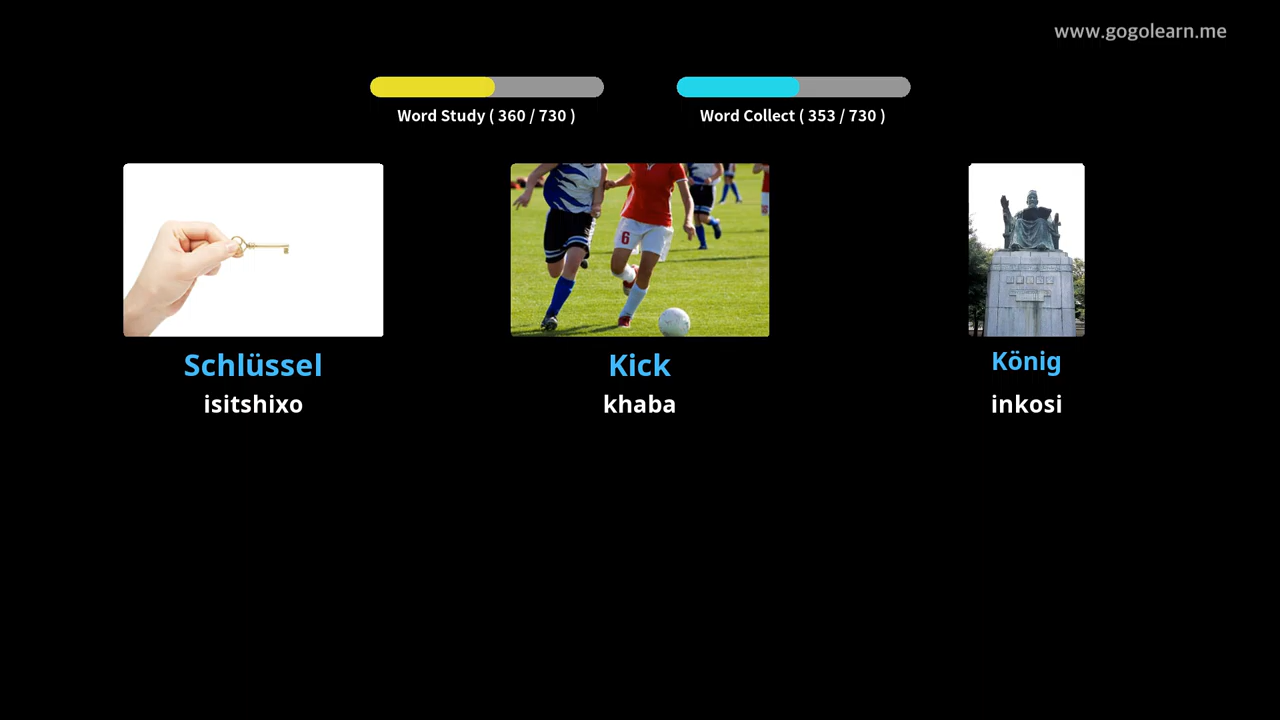 www.gogolearn.me
Word Study ( 360 / 730 )
Word Collect ( 353 / 730 )
Schlüssel
isitshixo
Kick
khaba
König
inkosi